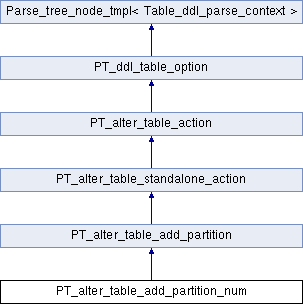 Parse_tree_node_tmpl< Table_ddl_parse_context >
PT_ddl_table_option
PT_alter_table_action
PT_alter_table_standalone_action
PT_alter_table_add_partition
PT_alter_table_add_partition_num